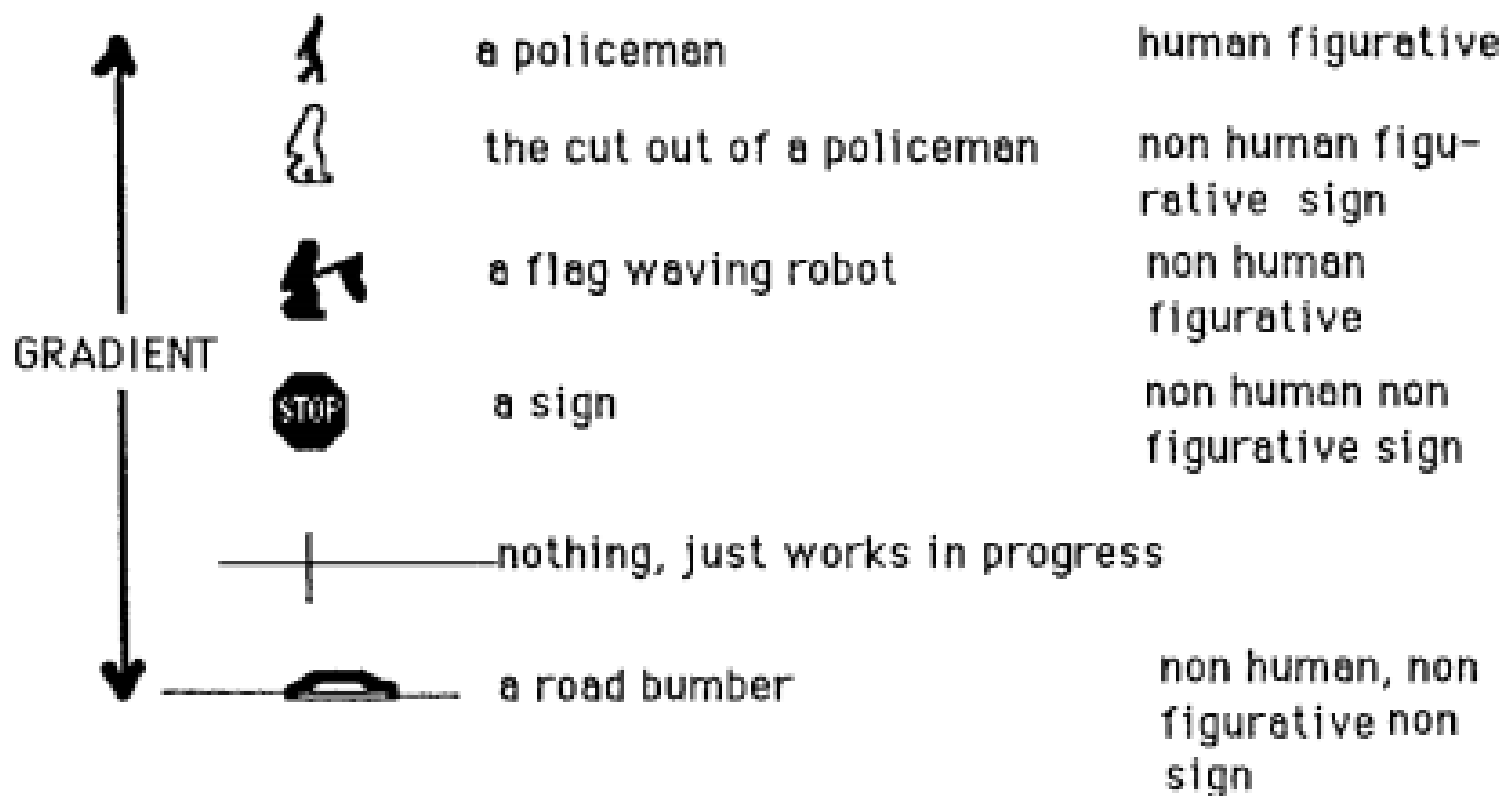 a policeman human figurative
the cut out of a policeman non human figu-
rative sign
a flag waving robot non human
figurative
GRADIENT
STOP a sign non human non
figurative sign
nothing, just works in progress
a road bumber non human, non
figurative non
sign